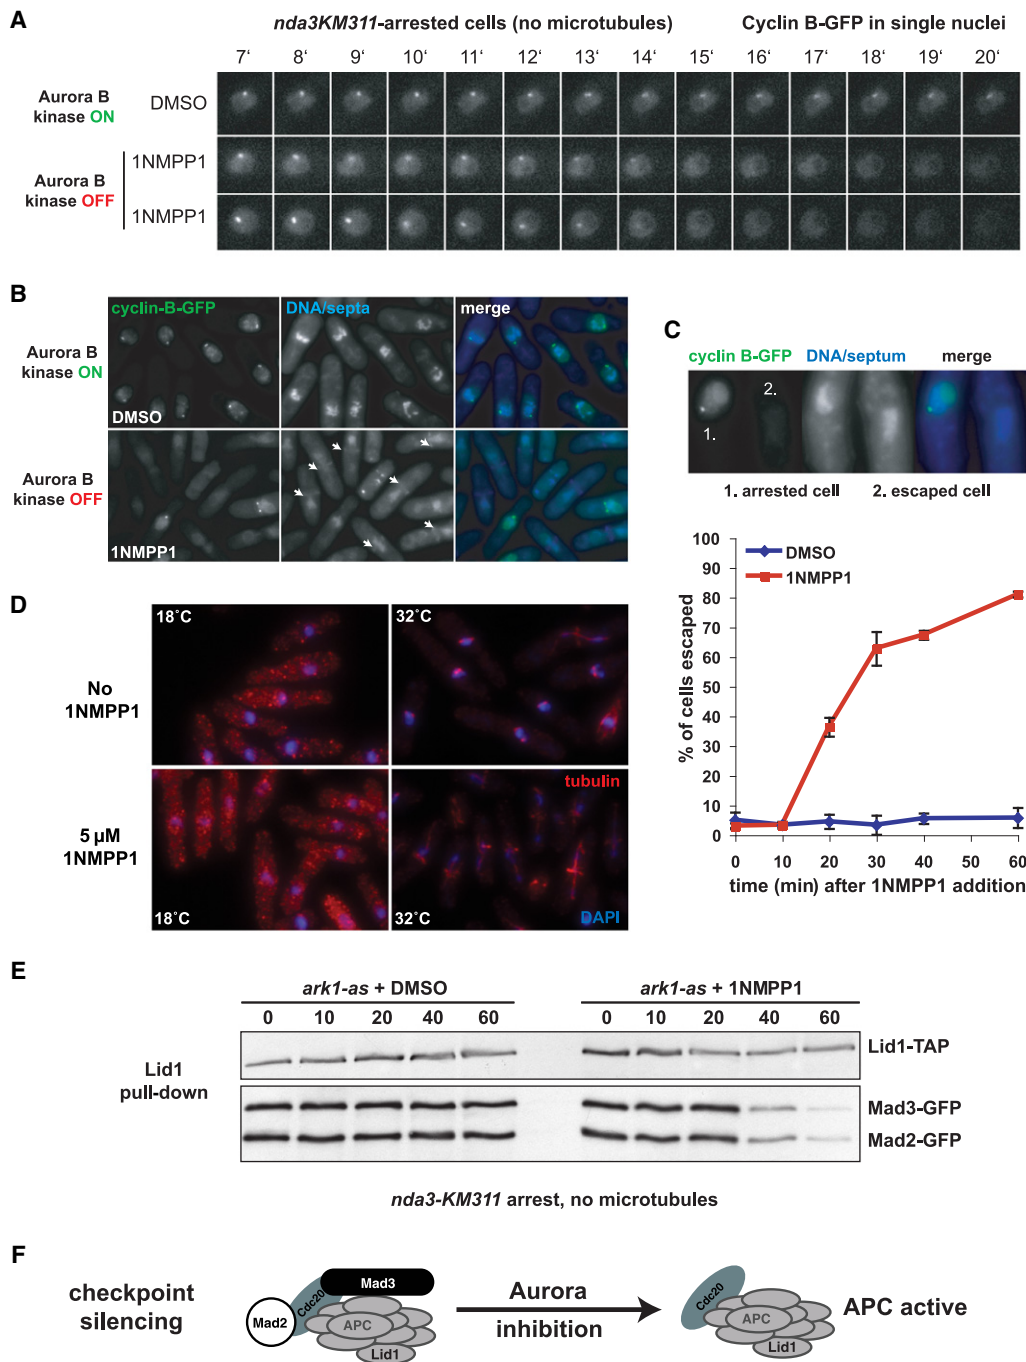 A
nda3KM311-arrested cells (no microtubules)
Cyclin B-GFP in single nuclei
7‘ 8‘ 9‘ 10‘ 11‘ 12‘ 13‘ 14‘ 15‘ 16‘ 17‘ 18‘ 19‘ 20‘
Aurora B
kinase ON
DMSO
Aurora B
kinase OFF
1NMPP1
1NMPP1
B
cyclin-B-GFP
DNA/septa
merge
Aurora B
kinase ON
DMSO
Aurora B
kinase OFF
1NMPP1
C
cyclin B-GFP
DNA/septum
merge
1.
2.
1. arrested cell
2. escaped cell
DMSO
1NMPP1
% of cells escaped
100
90
80
70
60
50
40
30
20
10
0
0 10 20 30 40 50 60
time (min) after 1NMPP1 addition
D
18˚C
32˚C
No
1NMPP1
5 µM
1NMPP1
tubulin
18˚C
32˚C
DAPI
E
ark1-as + DMSO
ark1-as + 1NMPP1
0 10 20 40 60
0 10 20 40 60
Lid1
pull-down
Lid1-TAP
Mad3-GFP
Mad2-GFP
nda3-KM311 arrest, no microtubules
F
checkpoint
silencing
Mad2
Cdc20
Mad3
APC
Lid1
Aurora
inhibition
Cdc20
APC
Lid1
APC active